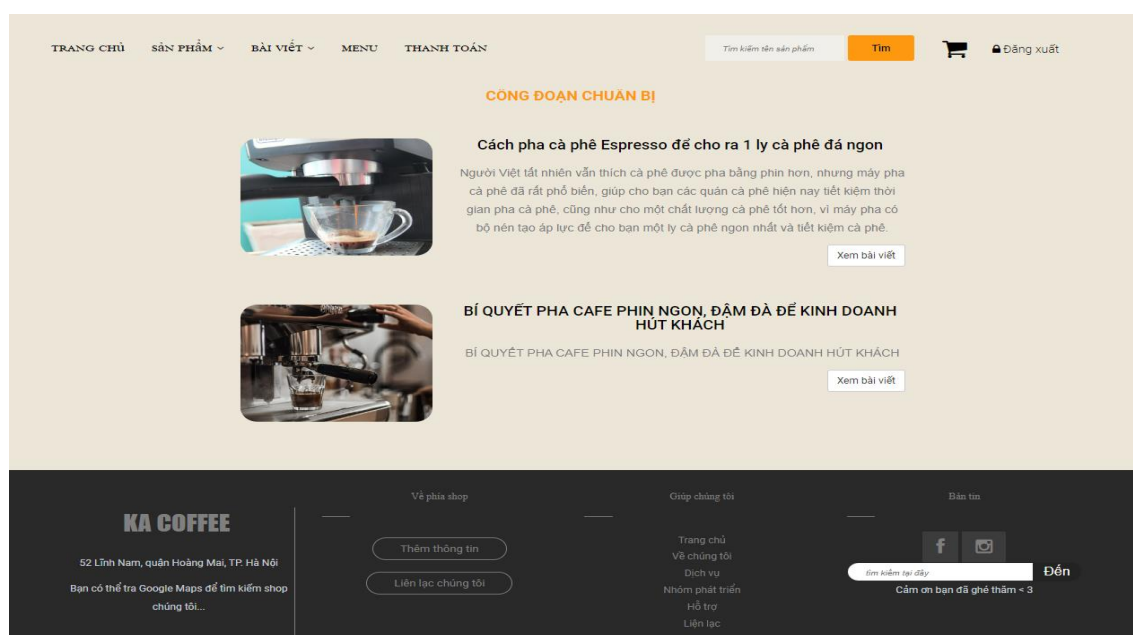 TRANG CHỦ SẢN PHẨM BÀI VIẾT MENU THANH TOÁN Tìm kiếm tên sản phẩm Tìm Đăng xuất
CÔNG ĐOẠN CHUẨN BỊ
Cách pha cà phê Espresso để cho ra 1 ly cà phê đá ngon
Người Việt tất nhiên vẫn thích cà phê được pha bằng phin hơn, nhưng máy pha
cà phê đã rất phổ biến, giúp cho bạn các quán cà phê hiện nay tiết kiệm thời
gian pha cà phê, cũng như cho một chất lượng cà phê tốt hơn, vì máy pha có
bộ nén tạo áp lực để cho bạn một ly cà phê ngon nhất và tiết kiệm cà phê.
Xem bài viết
BÍ QUYẾT PHA CAFE PHIN NGON, ĐẬM ĐÀ ĐỂ KINH DOANH
HÚT KHÁCH
BÍ QUYẾT PHA CAFE PHIN NGON, ĐẬM ĐÀ ĐỂ KINH DOANH HÚT KHÁCH
Xem bài viết
KA COFFEE
52 Lĩnh Nam, quận Hoàng Mai, TP. Hà Nội
Bạn có thể tra Google Maps để tìm kiếm shop
chúng tôi...
Về phía shop
Thêm thông tin
Liên lạc chúng tôi
Giúp chúng tôi
Trang chủ
Về chúng tôi
Dịch vụ
Nhóm phát triển
Hỗ trợ
Liên lạc
Bản tin
tìm kiếm tại đây Đến
Cảm ơn bạn đã ghé thăm < 3